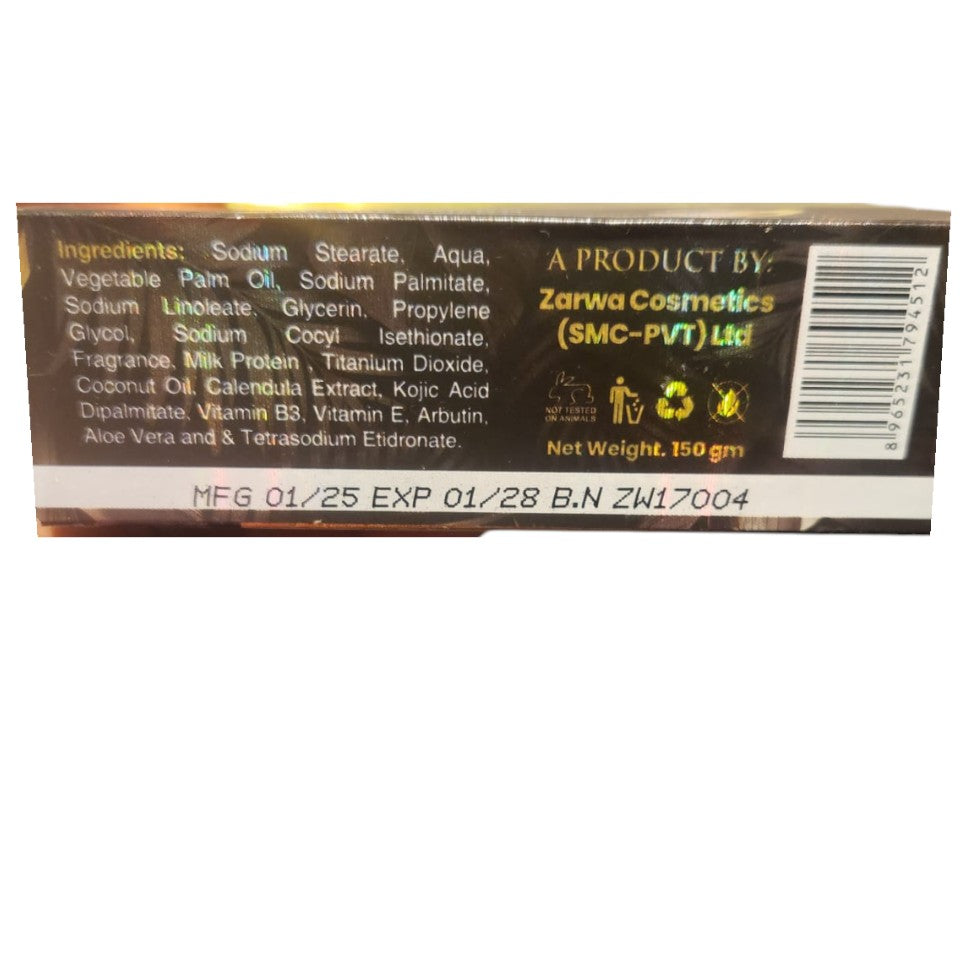 Ingredients: Sodium Stearate, Aqua,
Vegetable Palm Oil, Sodium Palmitate,
Sodium Linoleate, Glycerin, Propylene
Glycol, Sodium Cocyl Isethionate,
Fragrance, Milk Protein , Titanium Dioxide,
Coconut Oil, Calendula Extract, Kojic Acid
Dipalmitate, Vitamin B3, Vitamin E, Arbutin,
Aloe Vera and & Tetrasodium Etidronate.
A PRODUCT BY:
Zarwa Cosmetics
(SMC-PVT) Ltd
NOT TESTED
ON ANIMALS
Net Weight. 150 gm
8 965231 794512
MFG 01/25 EXP 01/28 B.N ZW17004